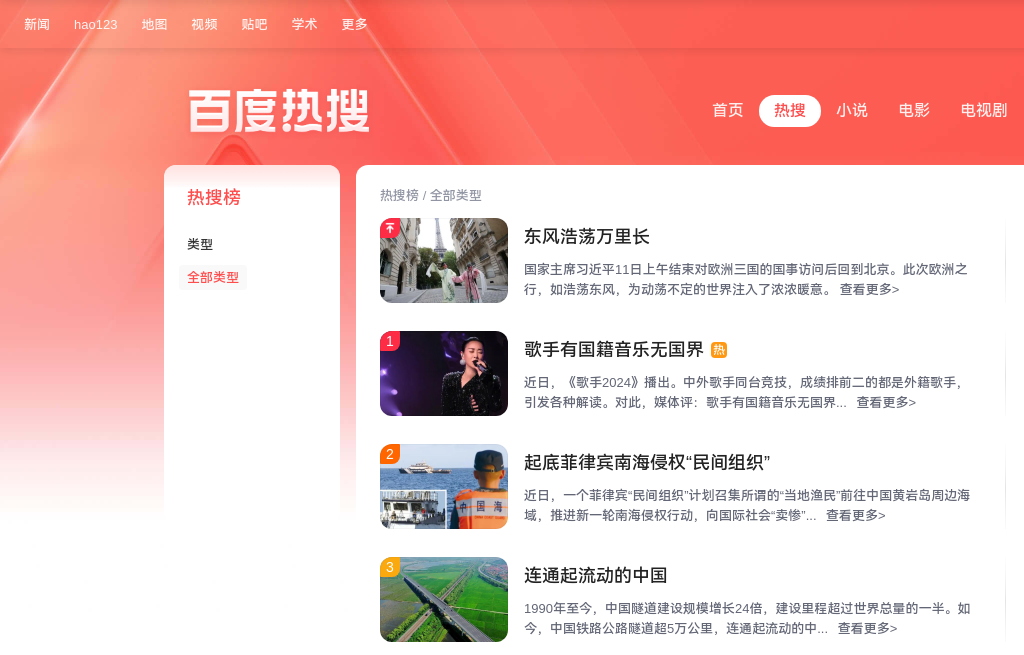 新闻 hao123 地图 视频 贴吧 学术 更多
百度热搜
首页 热搜 小说 电影 电视剧
热搜榜
类型
全部类型
热搜榜 / 全部类型
东风浩荡万里长
国家主席习近平11日上午结束对欧洲三国的国事访问后回到北京。此次欧洲之
行，如浩荡东风，为动荡不定的世界注入了浓浓暖意。 查看更多>
1
歌手有国籍音乐无国界 热
近日，《歌手2024》播出。中外歌手同台竞技，成绩排前二的都是外籍歌手，
引发各种解读。对此，媒体评：歌手有国籍音乐无国界... 查看更多>
2
中国海
起底菲律宾南海侵权“民间组织”
近日，一个菲律宾“民间组织”计划召集所谓的“当地渔民”前往中国黄岩岛周边海
域，推进新一轮南海侵权行动，向国际社会“卖惨”... 查看更多>
3
连通起流动的中国
1990年至今，中国隧道建设规模增长24倍，建设里程超过世界总量的一半。如
今，中国铁路公路隧道超5万公里，连通起流动的中... 查看更多>